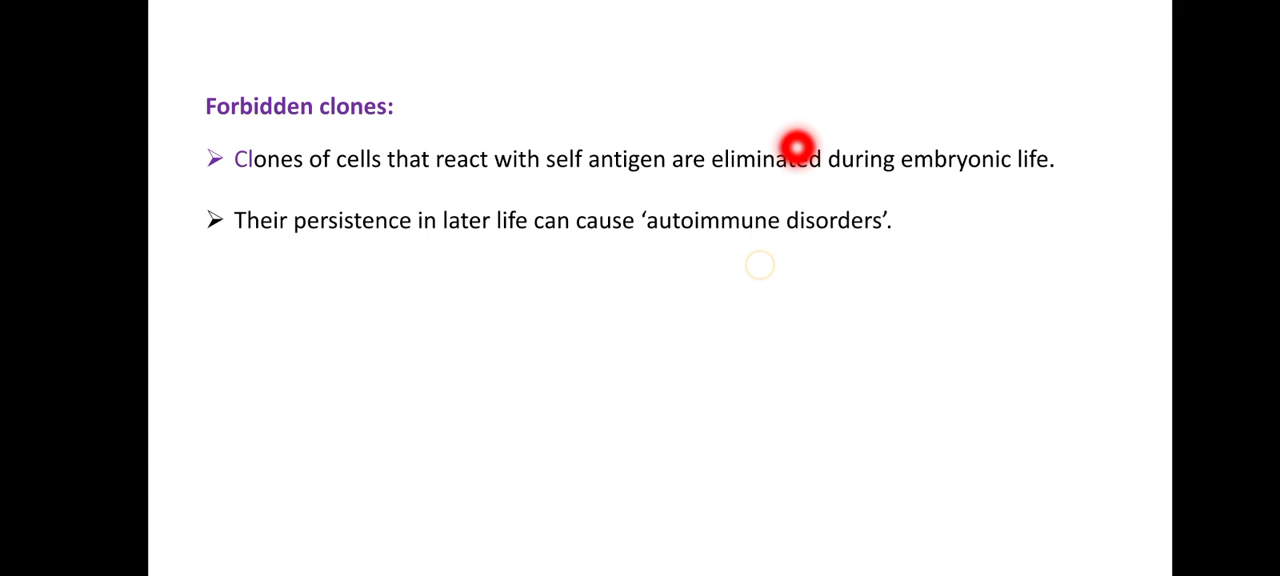 Forbidden clones:
➢ Clones of cells that react with self antigen are eliminated during embryonic life.
➢ Their persistence in later life can cause ‘autoimmune disorders’.